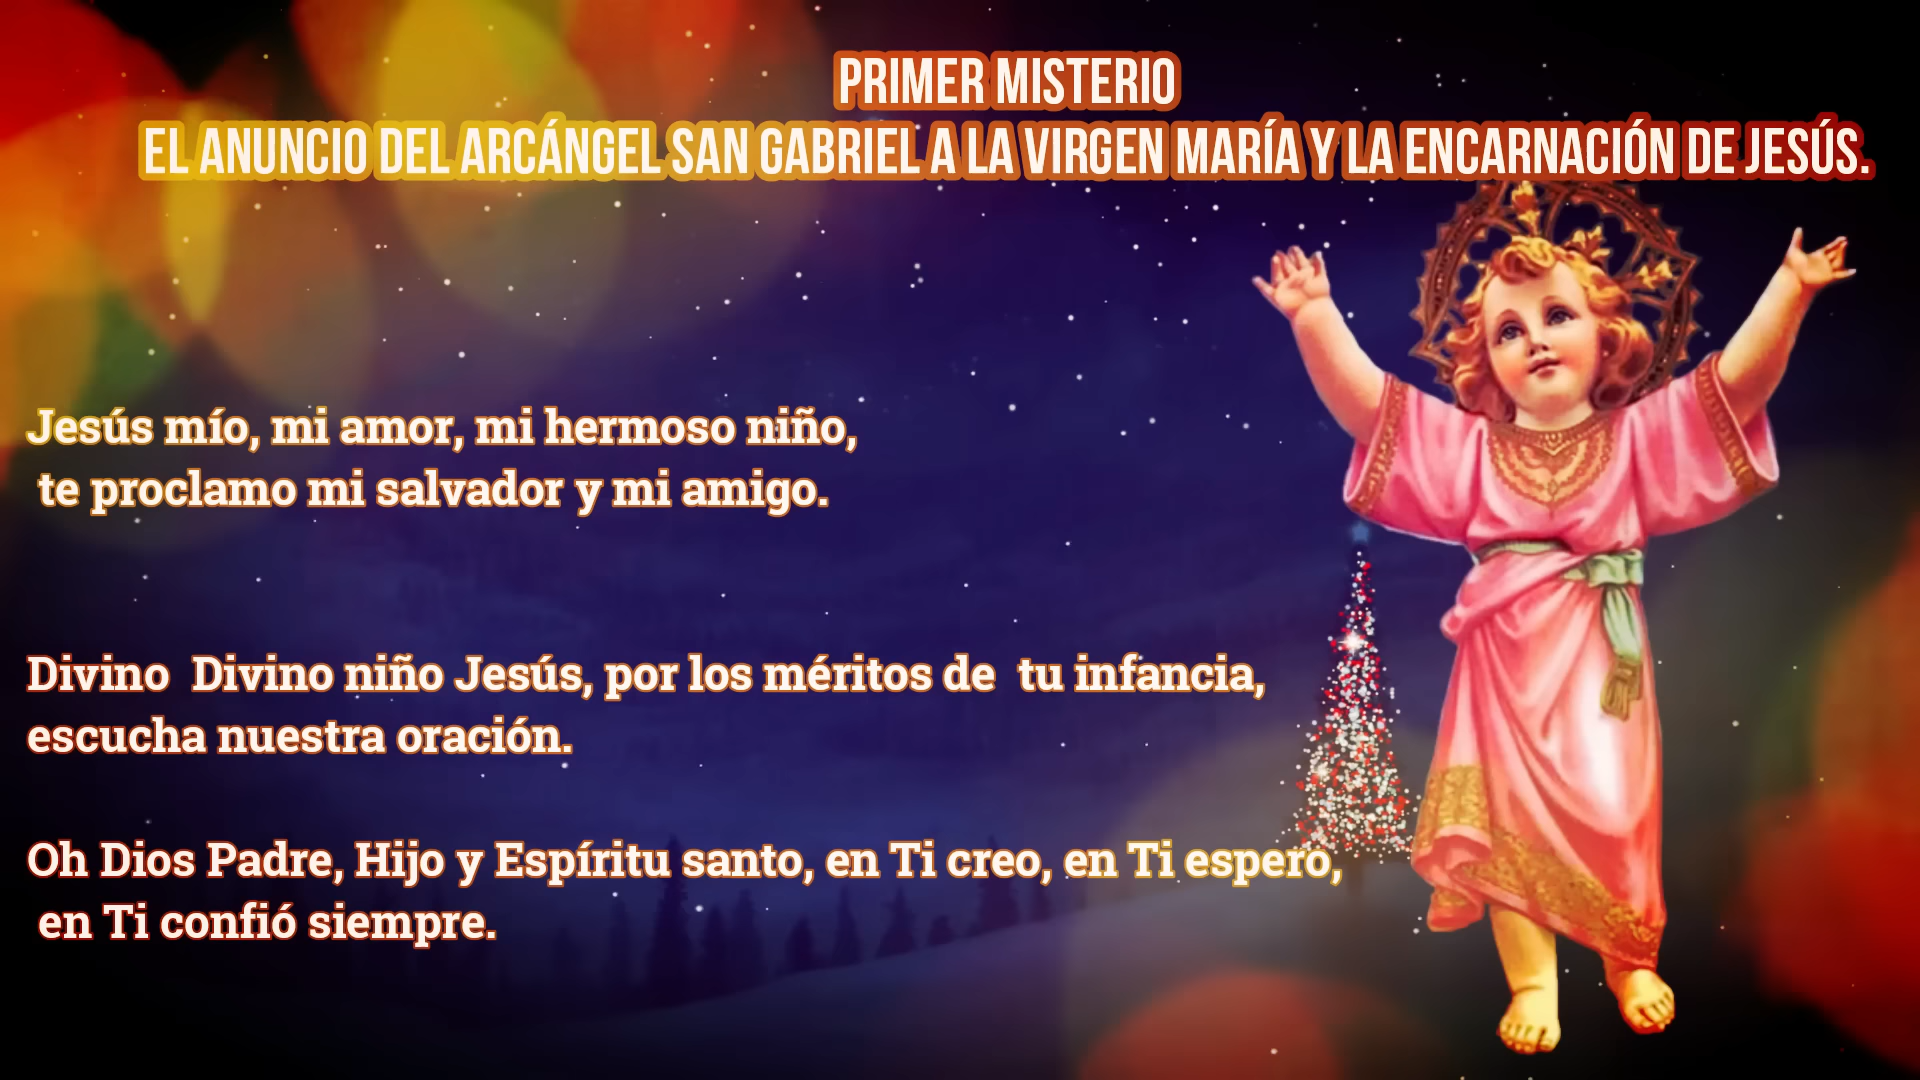 PRIMER MISTERIO
EL ANUNCIO DEL ARCÁNGEL SAN GABRIEL A LA VIRGEN MARÍA Y LA ENCARNACIÓN DE JESÚS.
Jesús mío, mi amor, mi hermoso niño,
te proclamo mi salvador y mi amigo.
Divino Divino niño Jesús, por los méritos de tu infancia,
escucha nuestra oración.
Oh Dios Padre, Hijo y Espíritu santo, en Ti creo, en Ti espero,
en Ti confió siempre.